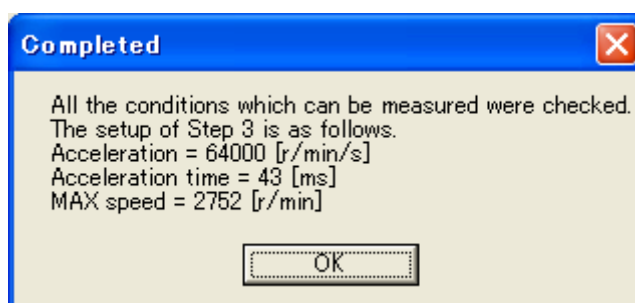 Completed
All the conditions which can be measured were checked.
The setup of Step 3 is as follows.
Acceleration = 64000 [r/min/s]
Acceleration time = 43 [ms]
MAX speed = 2752 [r/min]
OK